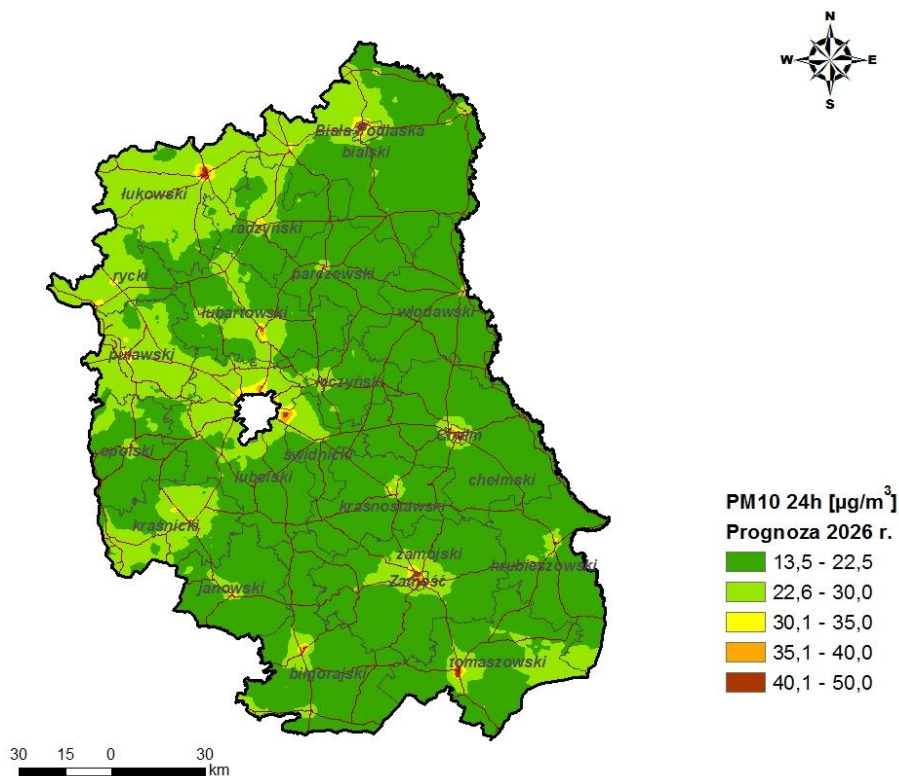 N
W E
S
Biała Podlaska
bialski
łukowski
radzyński
rycki
parczewski
lubartowski
włodawski
puławski
łęczyński
Chełm
opolski
świdnicki
lubelski
chełmski
krasnostawski
kraśnicki
zamojski
hrubieszowski
Zamość
janowski
tomaszowski
biłgorajski
PM10 24h [µg/m³]
Prognoza 2026 r.
13,5 - 22,5
22,6 - 30,0
30,1 - 35,0
35,1 - 40,0
40,1 - 50,0
30 15 0 30
km